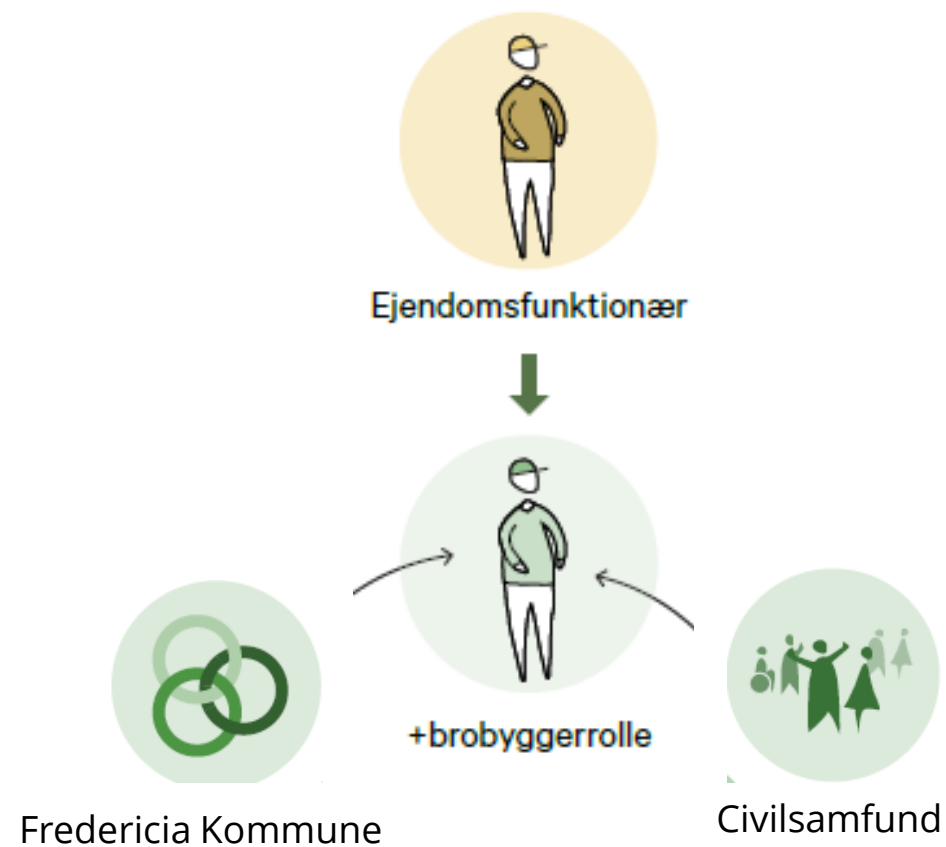 Ejendomsfunktionær
+brobyggerrolle
Fredericia Kommune
Civilsamfund